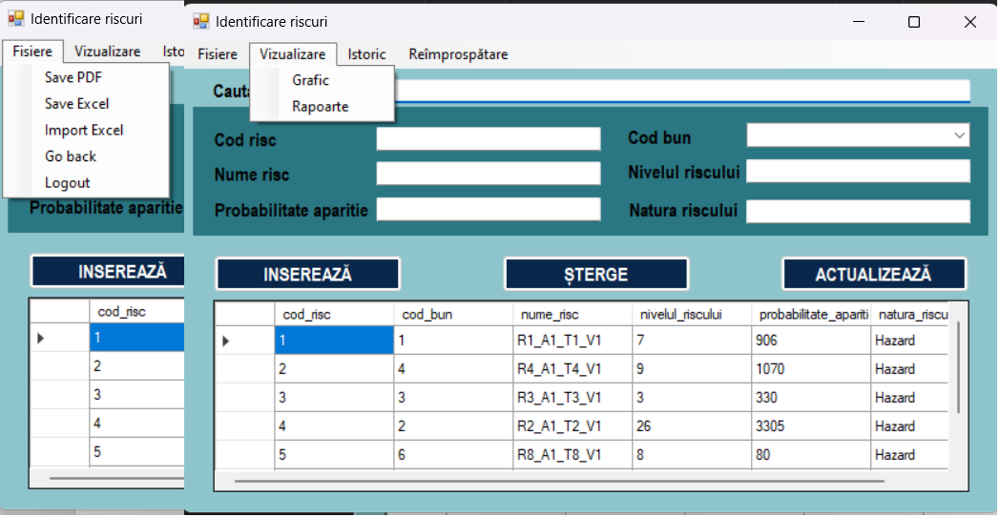 Identificare riscuri
Fisiere Vizualizare Isto
Save PDF
Save Excel
Import Excel
Go back
Logout
Probabilitate aparitie
INSEREAZĂ
cod_risc
1
2
3
4
5
Identificare riscuri
Fisiere Vizualizare Istoric Reîmprospătare
Grafic
Rapoarte
Cauta
Cod risc Cod bun
Nume risc Nivelul riscului
Probabilitate aparitie Natura riscului
INSEREAZĂ ȘTERGE ACTUALIZEAZĂ
cod_risc cod_bun nume_risc nivelul_riscului probabilitate_apariti natura_riscu
1 1 R1_A1_T1_V1 7 906 Hazard
2 4 R4_A1_T4_V1 9 1070 Hazard
3 3 R3_A1_T3_V1 3 330 Hazard
4 2 R2_A1_T2_V1 26 3305 Hazard
5 6 R8_A1_T8_V1 8 80 Hazard